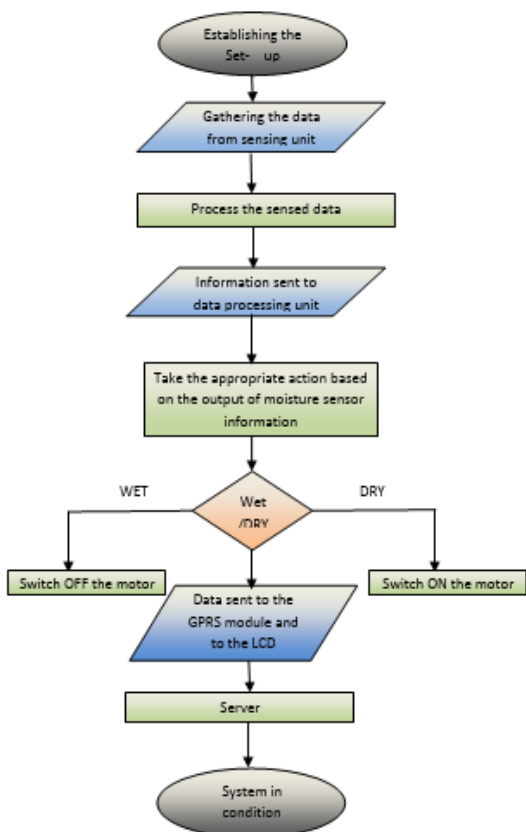 Establishing the
Set- up
Gathering the data
from sensing unit
Process the sensed data
Information sent to
data processing unit
Take the appropriate action based
on the output of moisture sensor
information
WET
DRY
Wet
/DRY
Switch OFF the motor
Switch ON the motor
Data sent to the
GPRS module and
to the LCD
Server
System in
condition